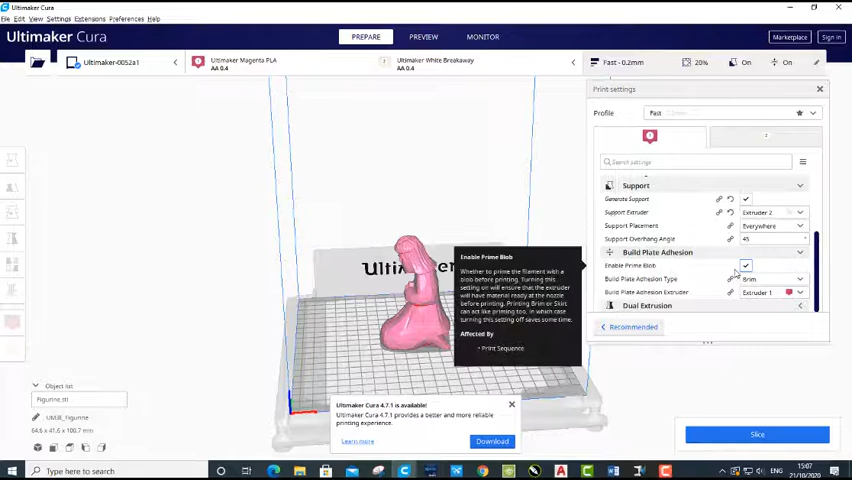 Ultimaker Cura
File Edit View Settings Extensions Preferences Help
Ultimaker Cura PREPARE PREVIEW MONITOR Marketplace Sign in
Ultimaker-0052a1
Ultimaker Magenta PLA
AA 0.4
Ultimaker White Breakaway
AA 0.4
Fast - 0.2mm 20% On On
Print settings
Profile Fast 0.2mm
Search settings
Support
Generate Support
Support Extruder Extruder 2
Support Placement Everywhere
Support Overhang Angle 45 °
Build Plate Adhesion
Enable Prime Blob
Build Plate Adhesion Type Brim
Build Plate Adhesion Extruder Extruder 1
Dual Extrusion
Recommended
Enable Prime Blob
Whether to prime the filament with a
blob before printing. Turning this
setting on will ensure that the extruder
will have material ready at the nozzle
before printing. Printing Brim or Skirt
can act like priming too, in which case
turning this setting off saves some time.
Affected By
• Print Sequence
Object list
Figurine.stl
UM3E_Figurine
64.6 x 41.6 x 100.7 mm
Ultimaker Cura 4.7.1 is available!
Ultimaker Cura 4.7.1 provides a better and more reliable
printing experience.
Learn more Download
Slice
Type here to search
ENG
15:07
21/10/2020